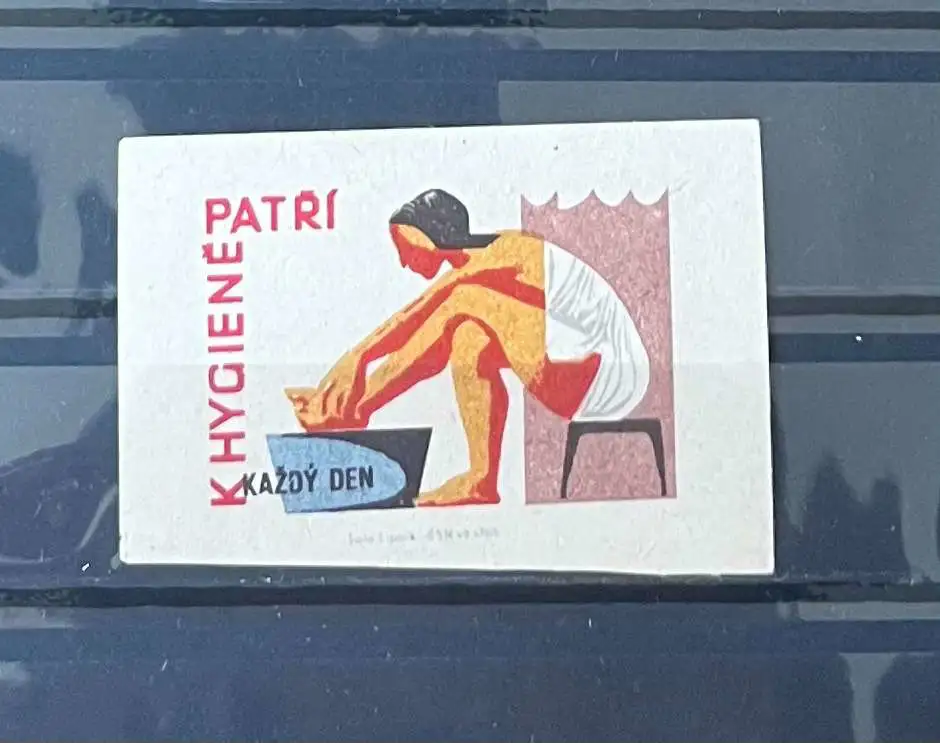 K HYGIENĚ
PATŘÍ
KAŽDÝ DEN